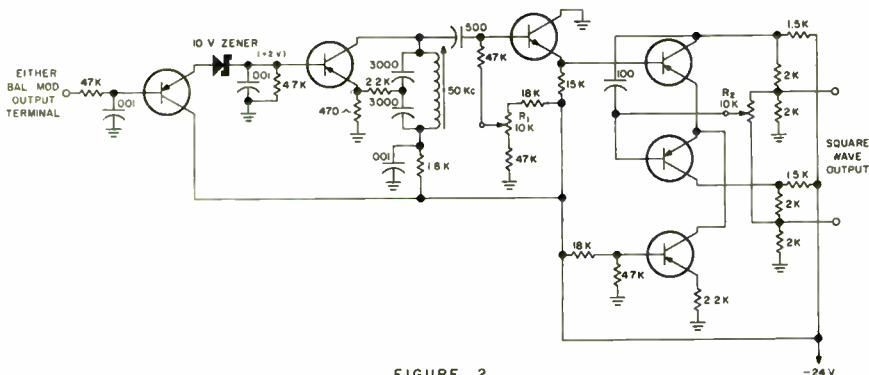 EITHER
BAL MOD
OUTPUT
TERMINAL
47K
.001
10 V ZENER
(+2V)
.001
47K
3000
2.2K
3000
470
50 Kc
.001
1.8K
500
47K
18K
R1
10K
47K
15K
100
R2
10K
1.5K
2K
2K
SQUARE
WAVE
OUTPUT
1.5K
2K
2K
18K
47K
2.2K
-24V
FIGURE 2